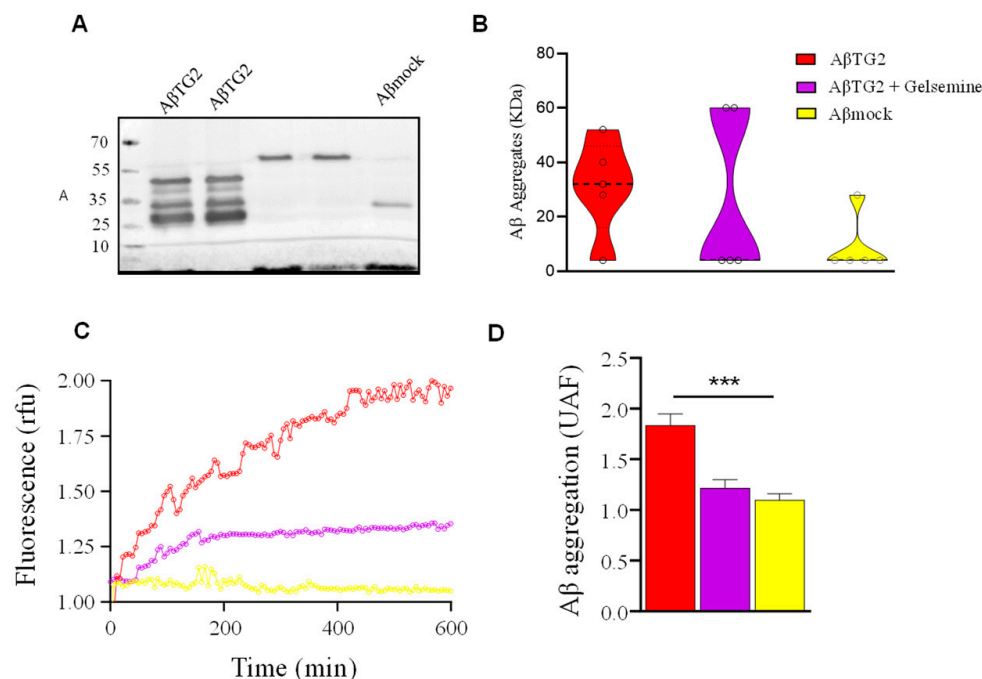 A
AβTG2
AβTG2
Aβmock
70
55
A
35
25
10
B
Aβ Aggregates (KDa)
80
60
40
20
0
AβTG2
AβTG2 + Gelsemine
Aβmock
C
Fluorescence (rfu)
2.00
1.75
1.50
1.25
1.00
0
200
400
600
Time (min)
D
Aβ aggregation (UAF)
2.5
2.0
1.5
1.0
0.5
0.0
***